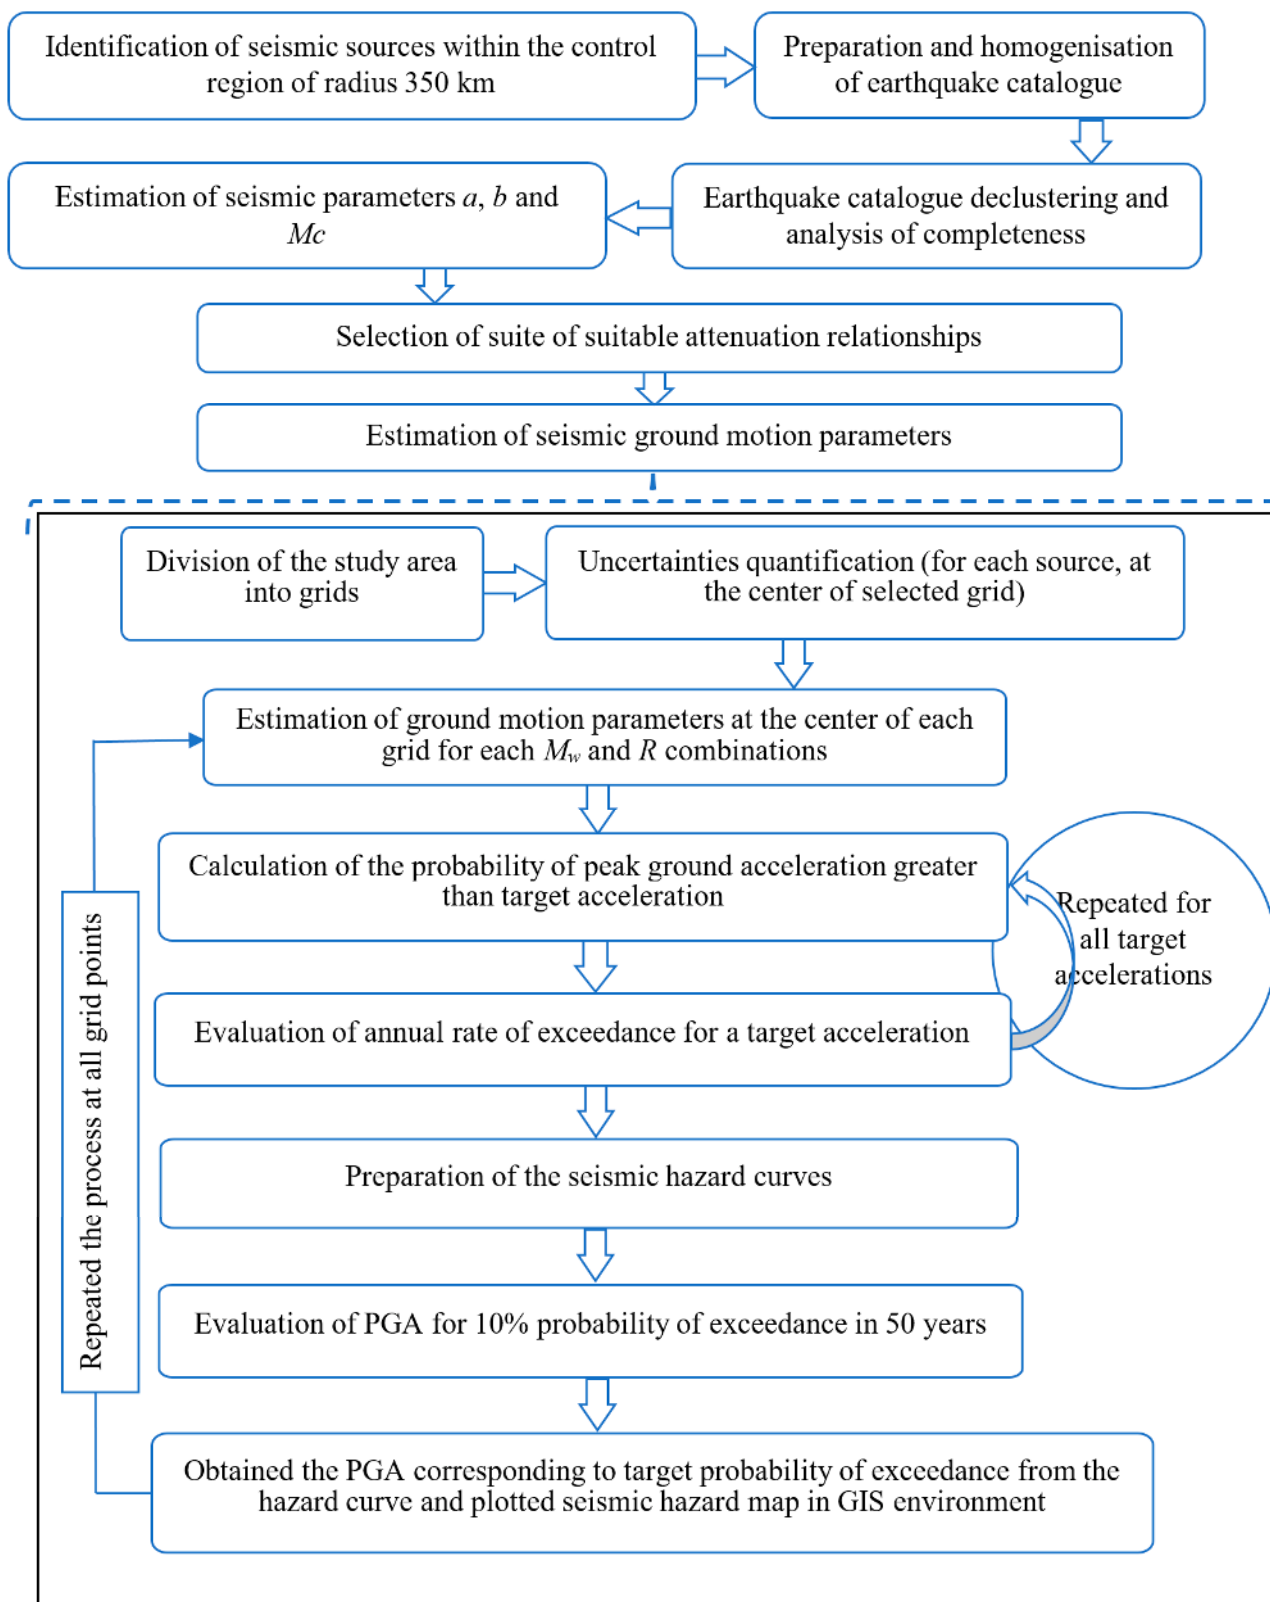 Identification of seismic sources within the control
region of radius 350 km
Preparation and homogenisation
of earthquake catalogue
Earthquake catalogue declustering and
analysis of completeness
Estimation of seismic parameters a, b and
Mc
Selection of suite of suitable attenuation relationships
Estimation of seismic ground motion parameters
Division of the study area
into grids
Uncertainties quantification (for each source, at
the center of selected grid)
Estimation of ground motion parameters at the center of each
grid for each Mw and R combinations
Calculation of the probability of peak ground acceleration greater
than target acceleration
Repeated for
all target
accelerations
Evaluation of annual rate of exceedance for a target acceleration
Preparation of the seismic hazard curves
Evaluation of PGA for 10% probability of exceedance in 50 years
Obtained the PGA corresponding to target probability of exceedance from the
hazard curve and plotted seismic hazard map in GIS environment
Repeated the process at all grid points